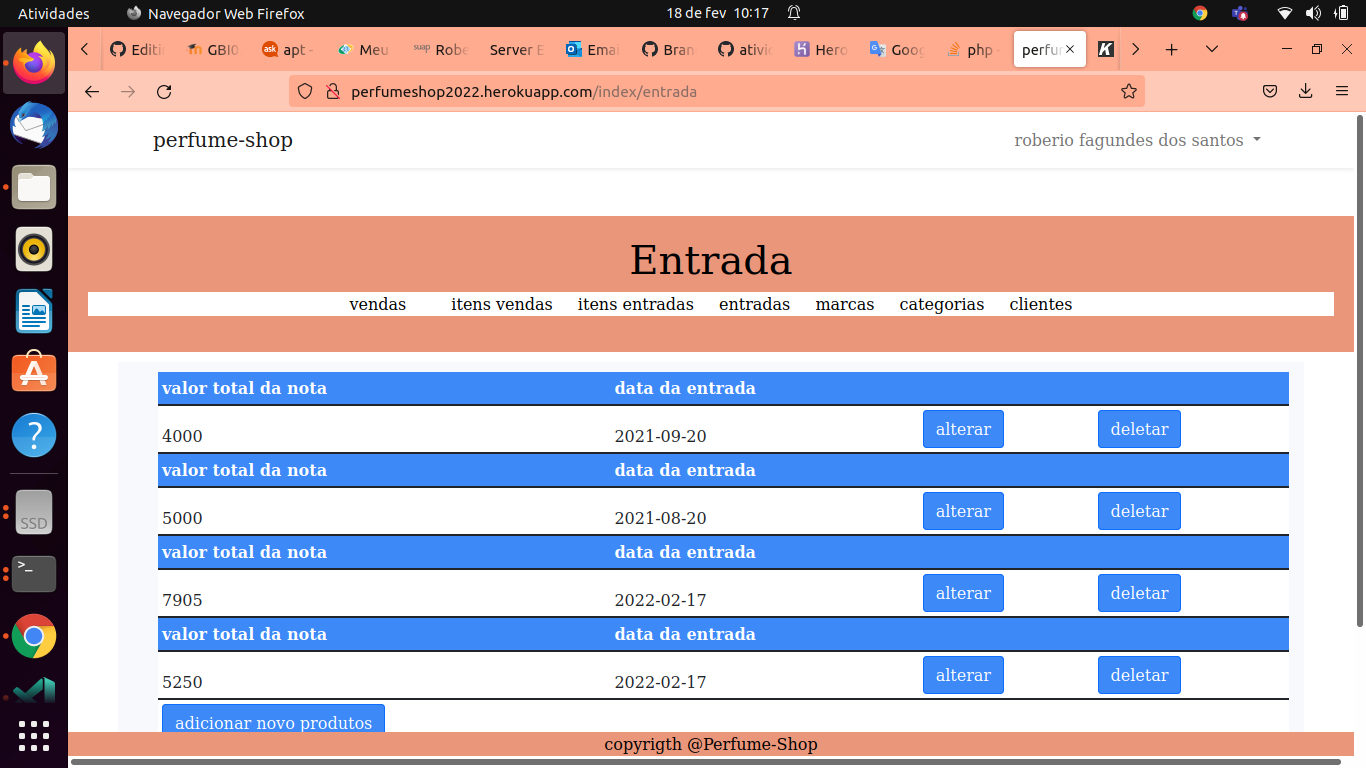 Atividades Navegador Web Firefox 18 de fev 10:17
Editi GBI0 ask apt - Meu suap Robe Server E Emai Bran ativi Hero Goog php - perfur K
perfumeshop2022.herokuapp.com/index/entrada
perfume-shop roberio fagundes dos santos
Entrada
vendas itens vendas itens entradas entradas marcas categorias clientes
valor total da nota data da entrada
4000 2021-09-20 alterar deletar
valor total da nota data da entrada
5000 2021-08-20 alterar deletar
valor total da nota data da entrada
7905 2022-02-17 alterar deletar
valor total da nota data da entrada
5250 2022-02-17 alterar deletar
adicionar novo produtos
copyrigth @Perfume-Shop
SSD
>_